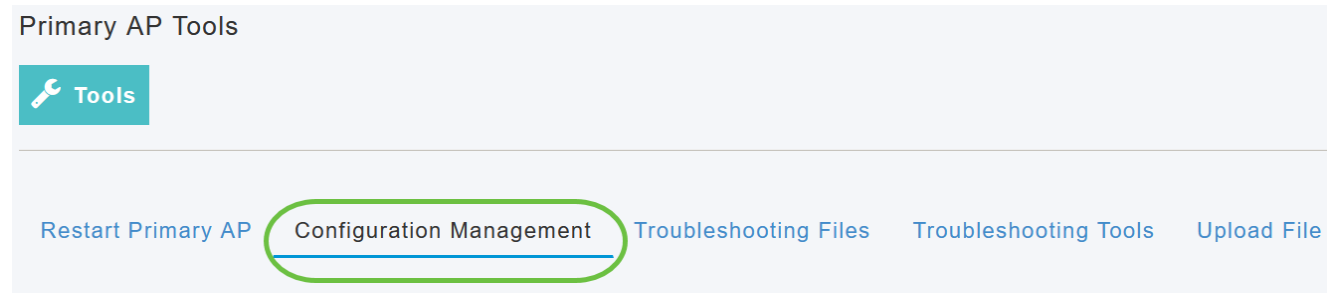 Primary AP Tools
Tools
Restart Primary AP Configuration Management Troubleshooting Files Troubleshooting Tools Upload File